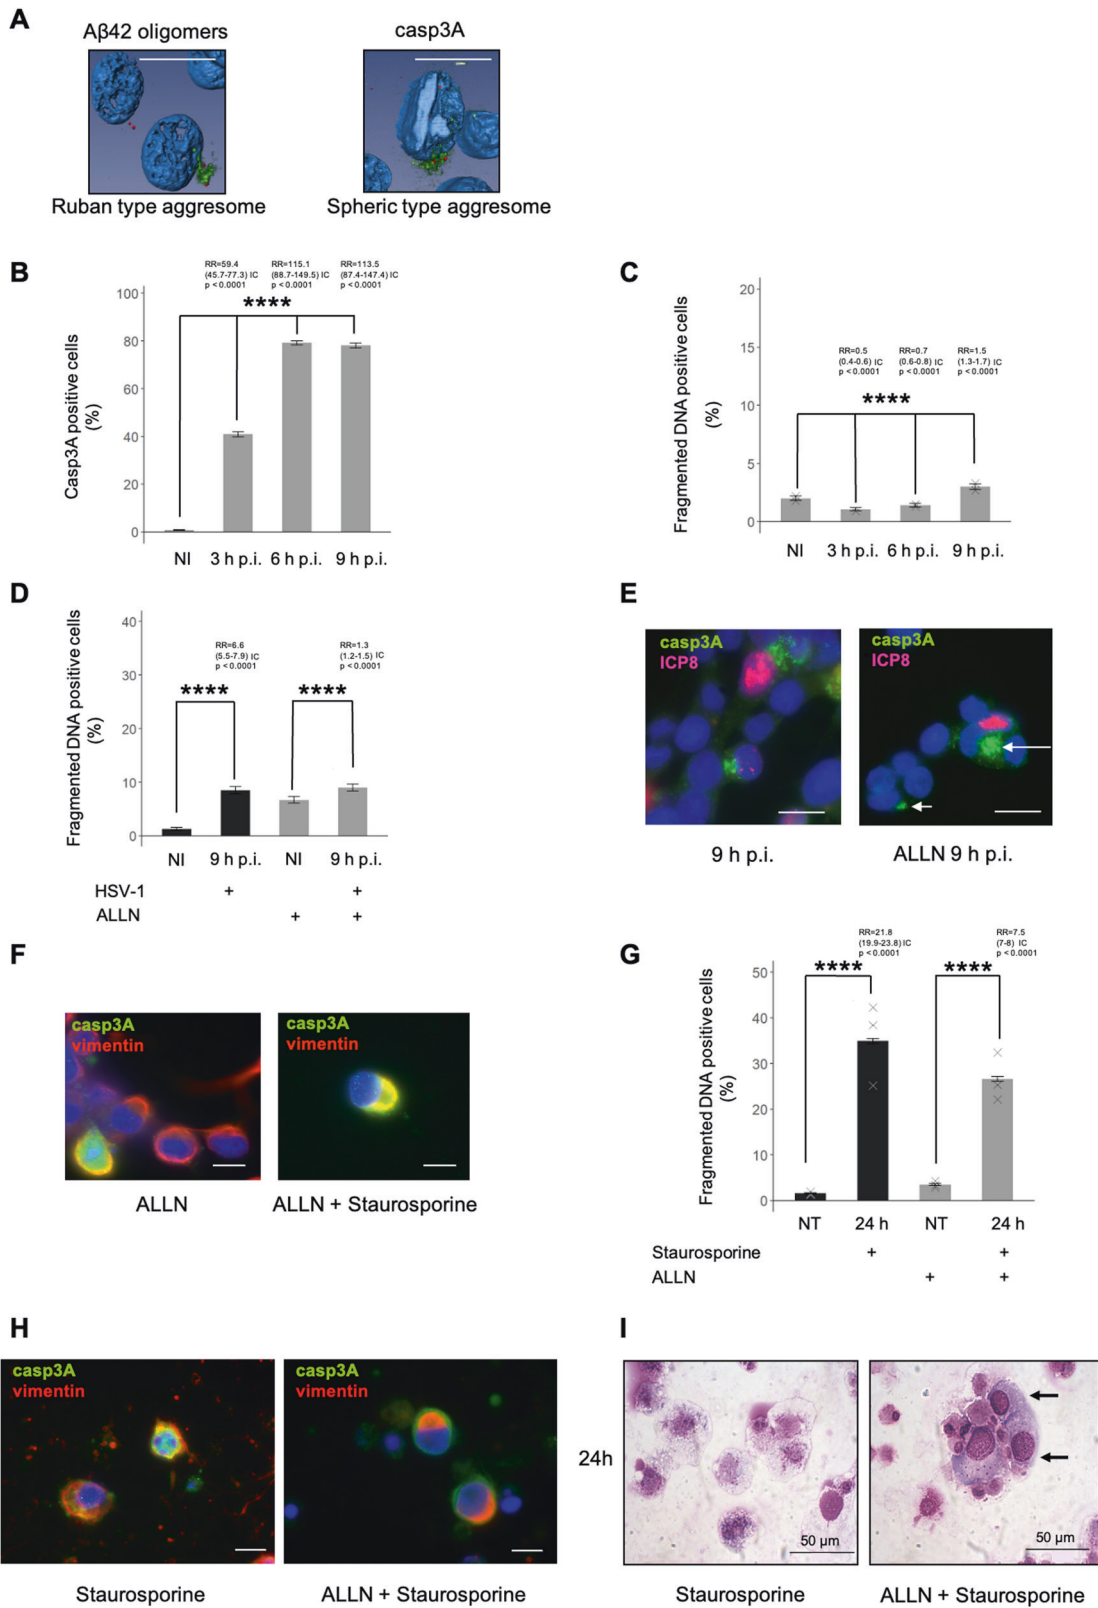 A
Aβ42 oligomers
casp3A
Ruban type aggresome
Spheric type aggresome
B
RR=59.4
(45.7-77.3) IC
p < 0.0001
RR=115.1
(88.7-149.5) IC
p < 0.0001
RR=113.5
(87.4-147.4) IC
p < 0.0001
****
Casp3A positive cells
(%)
100
80
60
40
20
0
NI
3 h p.i.
6 h p.i.
9 h p.i.
C
RR=0.5
(0.4-0.6) IC
p < 0.0001
RR=0.7
(0.6-0.8) IC
p < 0.0001
RR=1.5
(1.3-1.7) IC
p < 0.0001
****
Fragmented DNA positive cells
(%)
20
15
10
5
0
NI
3 h p.i.
6 h p.i.
9 h p.i.
D
RR=6.6
(5.5-7.9) IC
p < 0.0001
RR=1.3
(1.2-1.5) IC
p < 0.0001
****
****
Fragmented DNA positive cells
(%)
40
30
20
10
0
NI
9 h p.i.
NI
9 h p.i.
HSV-1 + +
ALLN + +
E
casp3A
ICP8
casp3A
ICP8
9 h p.i.
ALLN 9 h p.i.
F
casp3A
vimentin
casp3A
vimentin
ALLN
ALLN + Staurosporine
G
RR=21.8
(19.9-23.8) IC
p < 0.0001
RR=7.5
(7-8) IC
p < 0.0001
****
****
Fragmented DNA positive cells
(%)
50
40
30
20
10
0
NT
24 h
NT
24 h
Staurosporine + +
ALLN + +
H
casp3A
vimentin
casp3A
vimentin
Staurosporine
ALLN + Staurosporine
I
24h
50 µm
50 µm
Staurosporine
ALLN + Staurosporine